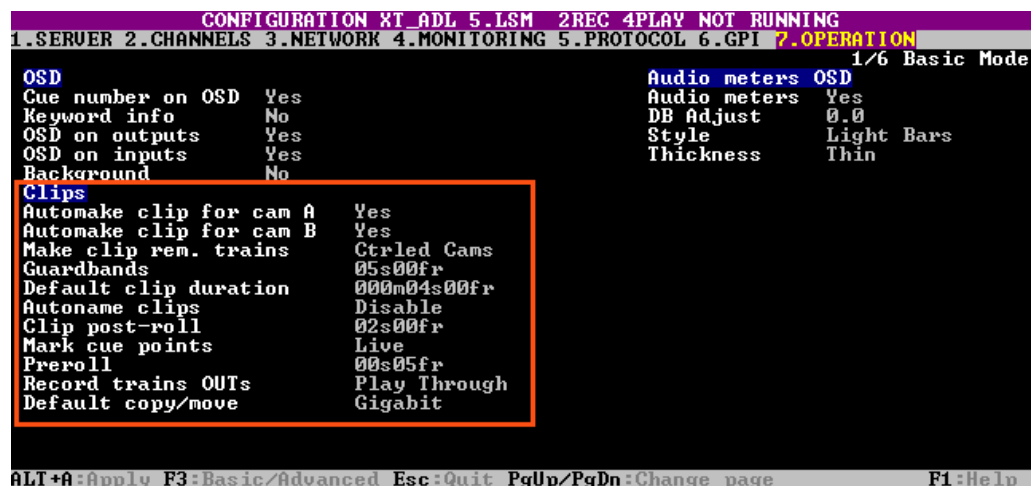 CONFIGURATION XT_ADL 5.LSM 2REC 4PLAY NOT RUNNING
1.SERVER 2.CHANNELS 3.NETWORK 4.MONITORING 5.PROTOCOL 6.GPI 7.OPERATION
1/6 Basic Mode
OSD Audio meters OSD
Cue number on OSD Yes Audio meters Yes
Keyword info No DB Adjust 0.0
OSD on outputs Yes Style Light Bars
OSD on inputs Yes Thickness Thin
Background No
Clips
Automake clip for cam A Yes
Automake clip for cam B Yes
Make clip rem. trains Ctrled Cams
Guardbands 05s00fr
Default clip duration 000m04s00fr
Autoname clips Disable
Clip post-roll 02s00fr
Mark cue points Live
Preroll 00s05fr
Record trains OUTs Play Through
Default copy/move Gigabit
ALT+A:Apply F3:Basic/Advanced Esc:Quit PgUp/PgDn:Change page F1:Help